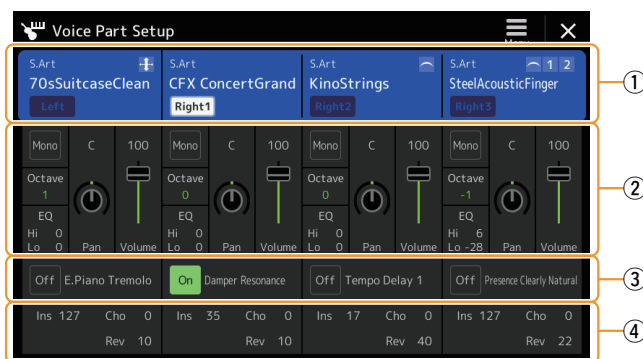 Voice Part Setup
S.Art S.Art S.Art S.Art 1 2
70sSuitcaseClean CFX ConcertGrand KinoStrings SteelAcousticFinger
Left Right1 Right2 Right3
1
Mono C 100 Mono C 100 Mono C 100 Mono C 100
Octave Octave Octave Octave
1 0 0 -1
2
EQ EQ EQ EQ
Hi 0 Hi 0 Hi 0 Hi 6
Lo 0 Pan Volume Lo 0 Pan Volume Lo 0 Pan Volume Lo -28 Pan Volume
Off E.Piano Tremolo On Damper Resonance Off Tempo Delay 1 Off Presence Clearly Natural
3
Ins 127 Cho 0 Ins 35 Cho 0 Ins 17 Cho 0 Ins 127 Cho 0
4
Rev 10 Rev 10 Rev 40 Rev 22